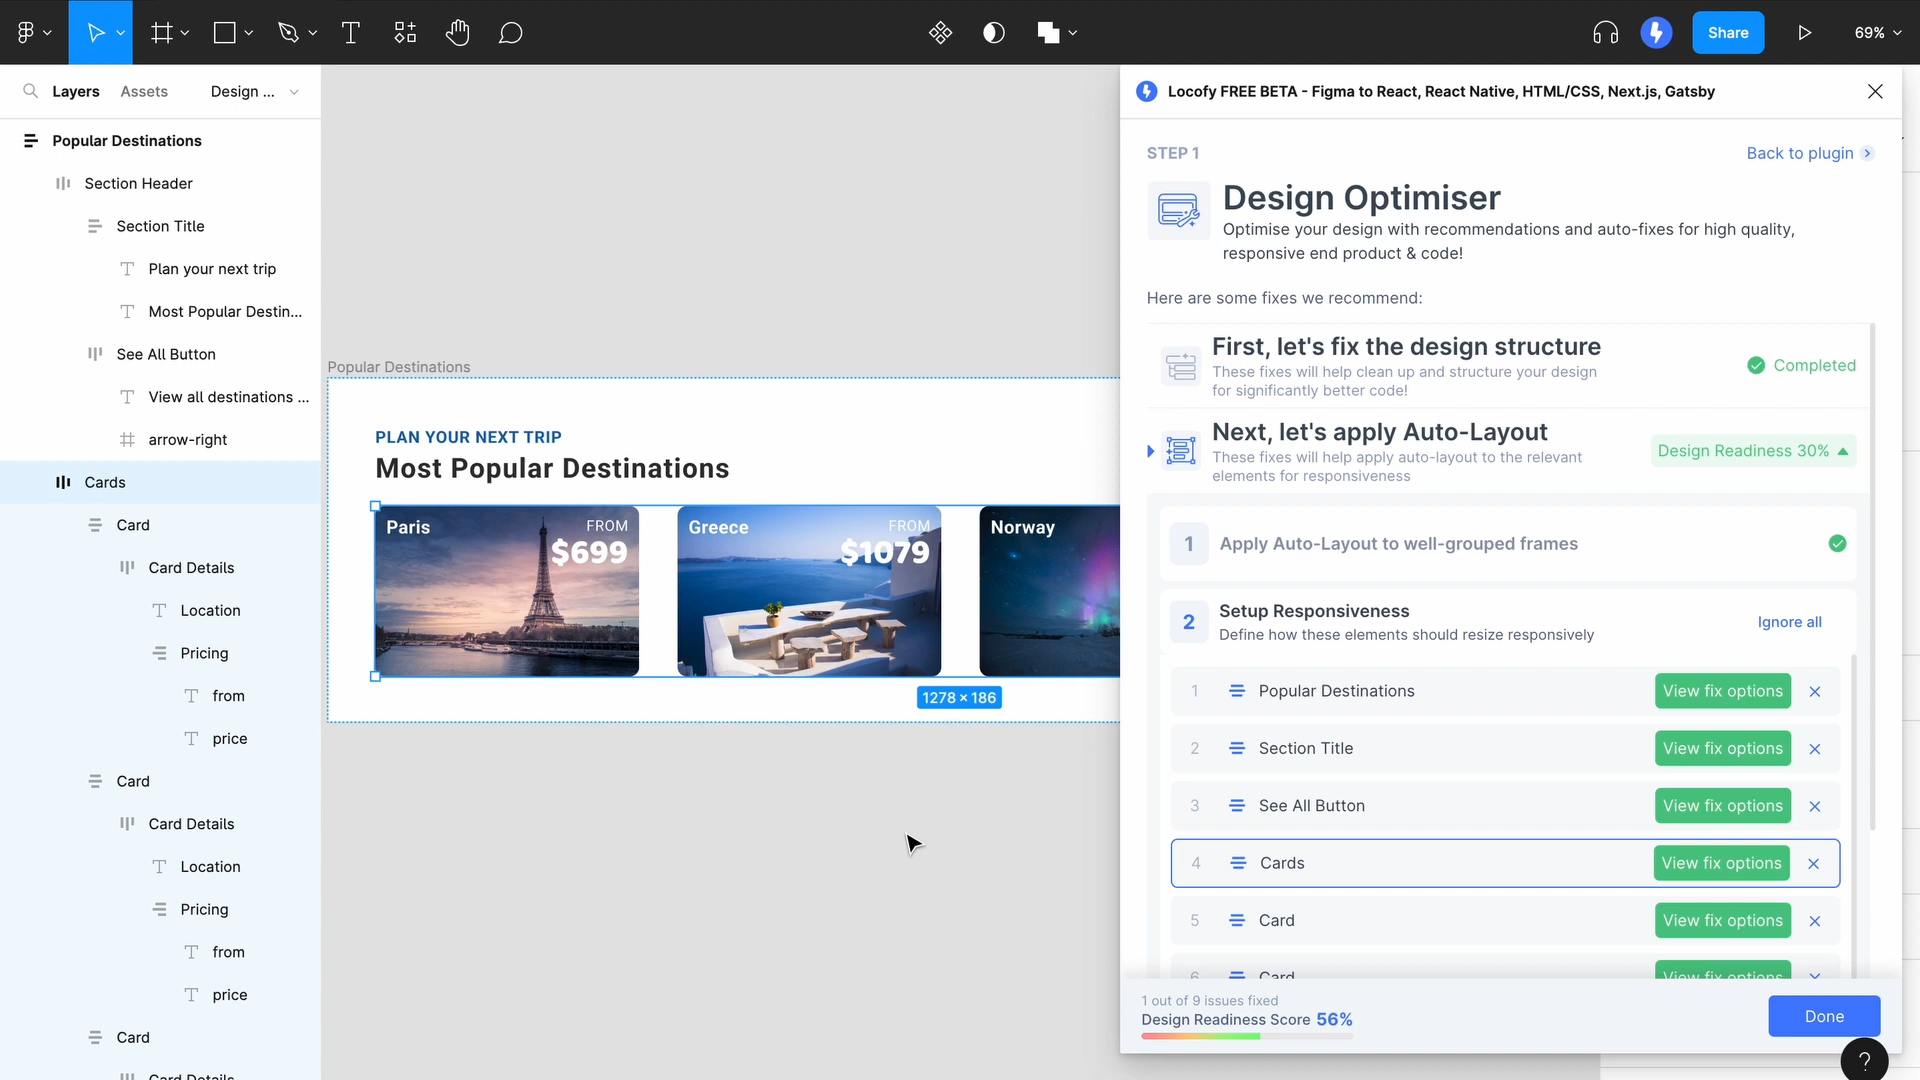 Share
69%
Layers
Assets
Design ...
Popular Destinations
Section Header
Section Title
Plan your next trip
Most Popular Destin...
See All Button
View all destinations ...
arrow-right
Cards
Card
Card Details
Location
Pricing
from
price
Card
Card Details
Location
Pricing
from
price
Card
Card Details
Popular Destinations
PLAN YOUR NEXT TRIP
Most Popular Destinations
Paris
FROM
$699
Greece
FROM
$1079
Norway
1278 × 186
Locofy FREE BETA - Figma to React, React Native, HTML/CSS, Next.js, Gatsby
STEP 1
Back to plugin
Design Optimiser
Optimise your design with recommendations and auto-fixes for high quality,
responsive end product & code!
Here are some fixes we recommend:
First, let's fix the design structure
These fixes will help clean up and structure your design
for significantly better code!
Completed
Next, let's apply Auto-Layout
These fixes will help apply auto-layout to the relevant
elements for responsiveness
Design Readiness 30%
1 Apply Auto-Layout to well-grouped frames
2 Setup Responsiveness
Define how these elements should resize responsively
Ignore all
1 Popular Destinations View fix options
2 Section Title View fix options
3 See All Button View fix options
4 Cards View fix options
5 Card View fix options
6 Card View fix options
1 out of 9 issues fixed
Design Readiness Score 56%
Done
?